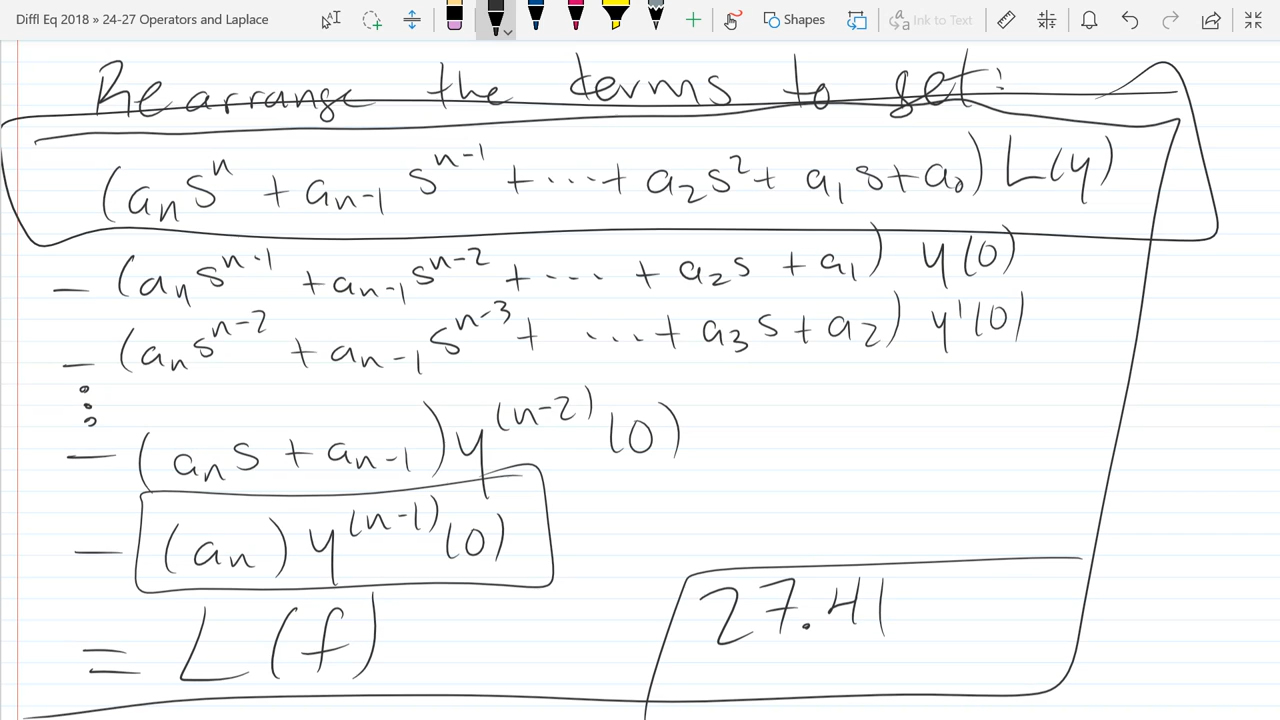 Diffl Eq 2018 » 24-27 Operators and Laplace
Shapes
Ink to Text
Rearrange the terms to get:
(aₙsⁿ + aₙ₋₁ sⁿ⁻¹ + ... + a₂s² + a₁s + a₀) L(y)
- (aₙsⁿ⁻¹ + aₙ₋₁sⁿ⁻² + ... + a₂s + a₁) y(0)
- (aₙsⁿ⁻² + aₙ₋₁sⁿ⁻³ + ... + a₃s + a₂) y'(0)
⋮
- (aₙs + aₙ₋₁) y⁽ⁿ⁻²⁾(0)
- (aₙ) y⁽ⁿ⁻¹⁾(0)
= L(f)
27.41